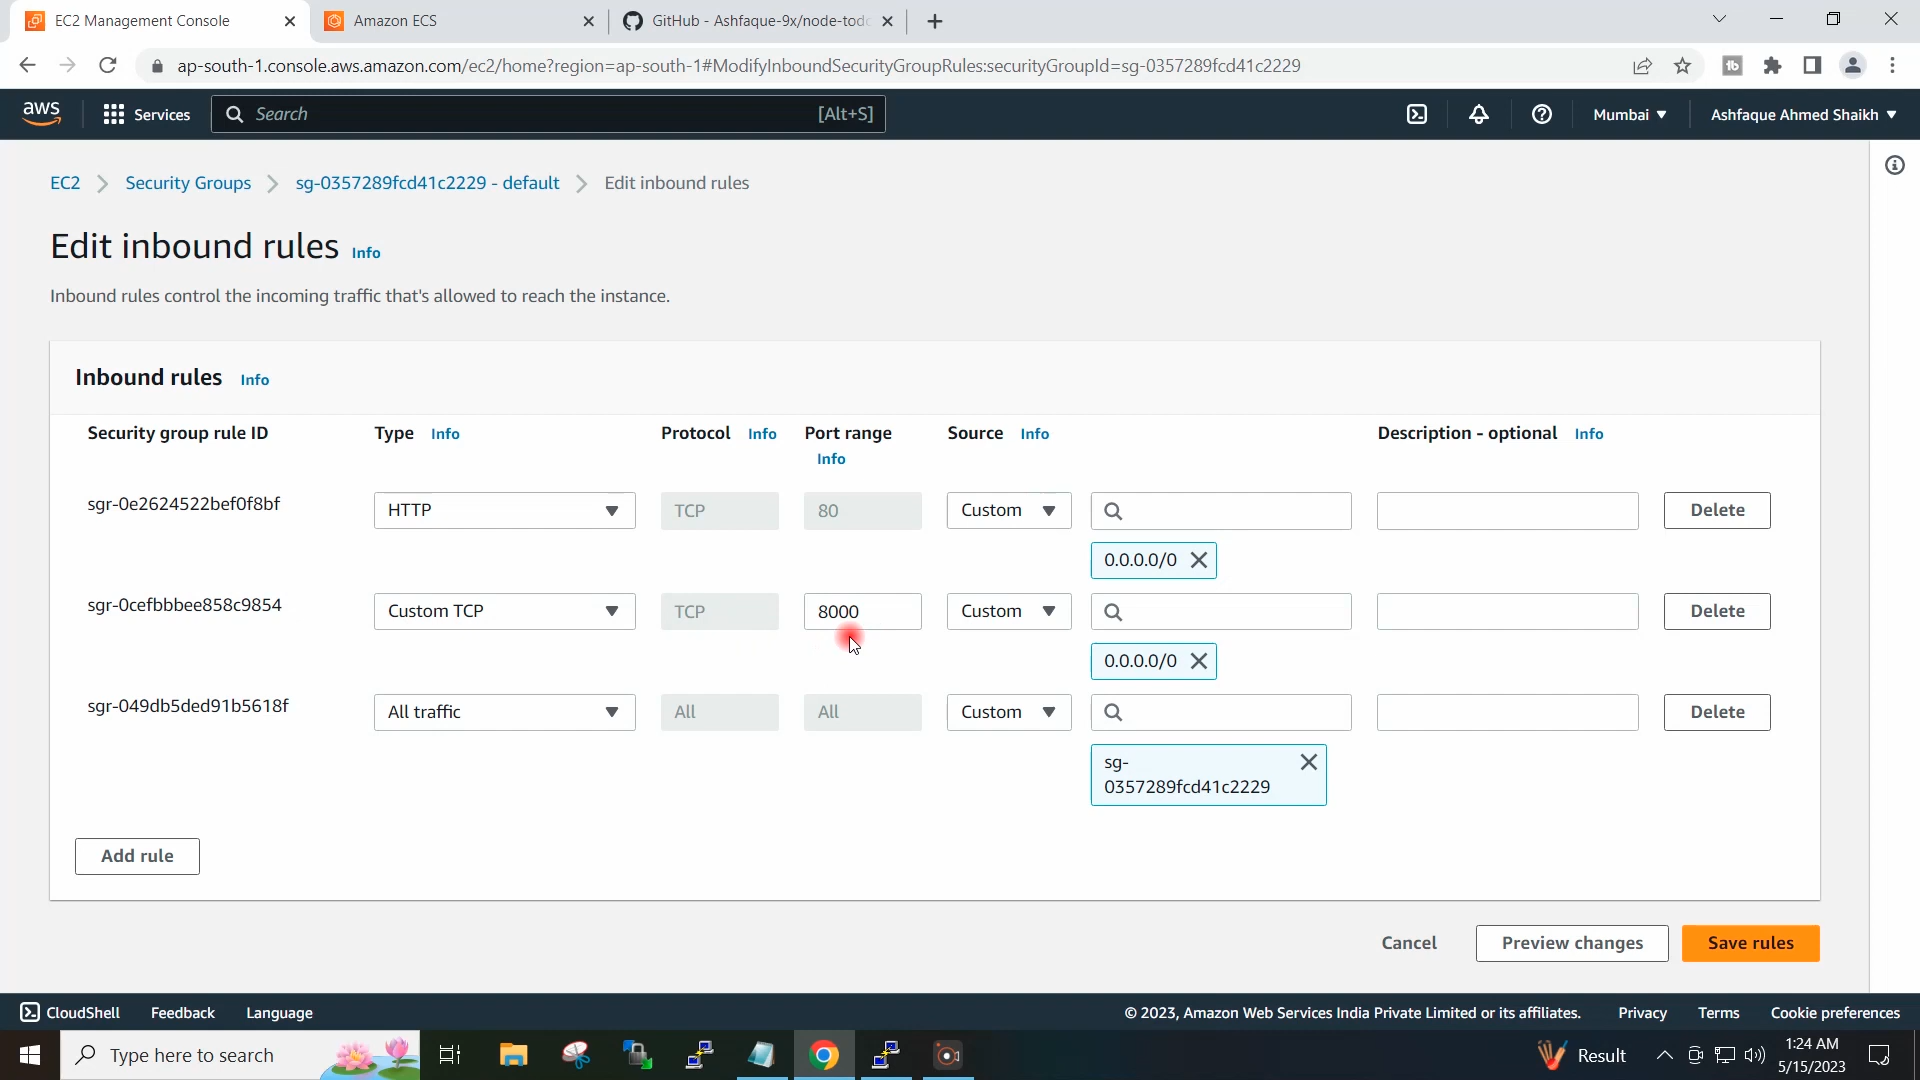 EC2 Management Console
Amazon ECS
GitHub - Ashfaque-9x/node-todo
ap-south-1.console.aws.amazon.com/ec2/home?region=ap-south-1#ModifyInboundSecurityGroupRules:securityGroupId=sg-0357289fcd41c2229
aws Services Search [Alt+S] Mumbai Ashfaque Ahmed Shaikh
EC2 Security Groups sg-0357289fcd41c2229 - default Edit inbound rules
Edit inbound rules Info
Inbound rules control the incoming traffic that's allowed to reach the instance.
Inbound rules Info
Security group rule ID Type Info Protocol Info Port range Source Info Description - optional Info
Info
sgr-0e2624522bef0f8bf HTTP TCP 80 Custom Delete
0.0.0.0/0
sgr-0cefbbbee858c9854 Custom TCP TCP 8000 Custom Delete
0.0.0.0/0
sgr-049db5ded91b5618f All traffic All All Custom Delete
sg-
0357289fcd41c2229
Add rule
Cancel Preview changes Save rules
CloudShell Feedback Language © 2023, Amazon Web Services India Private Limited or its affiliates. Privacy Terms Cookie preferences
Type here to search Result 1:24 AM
5/15/2023